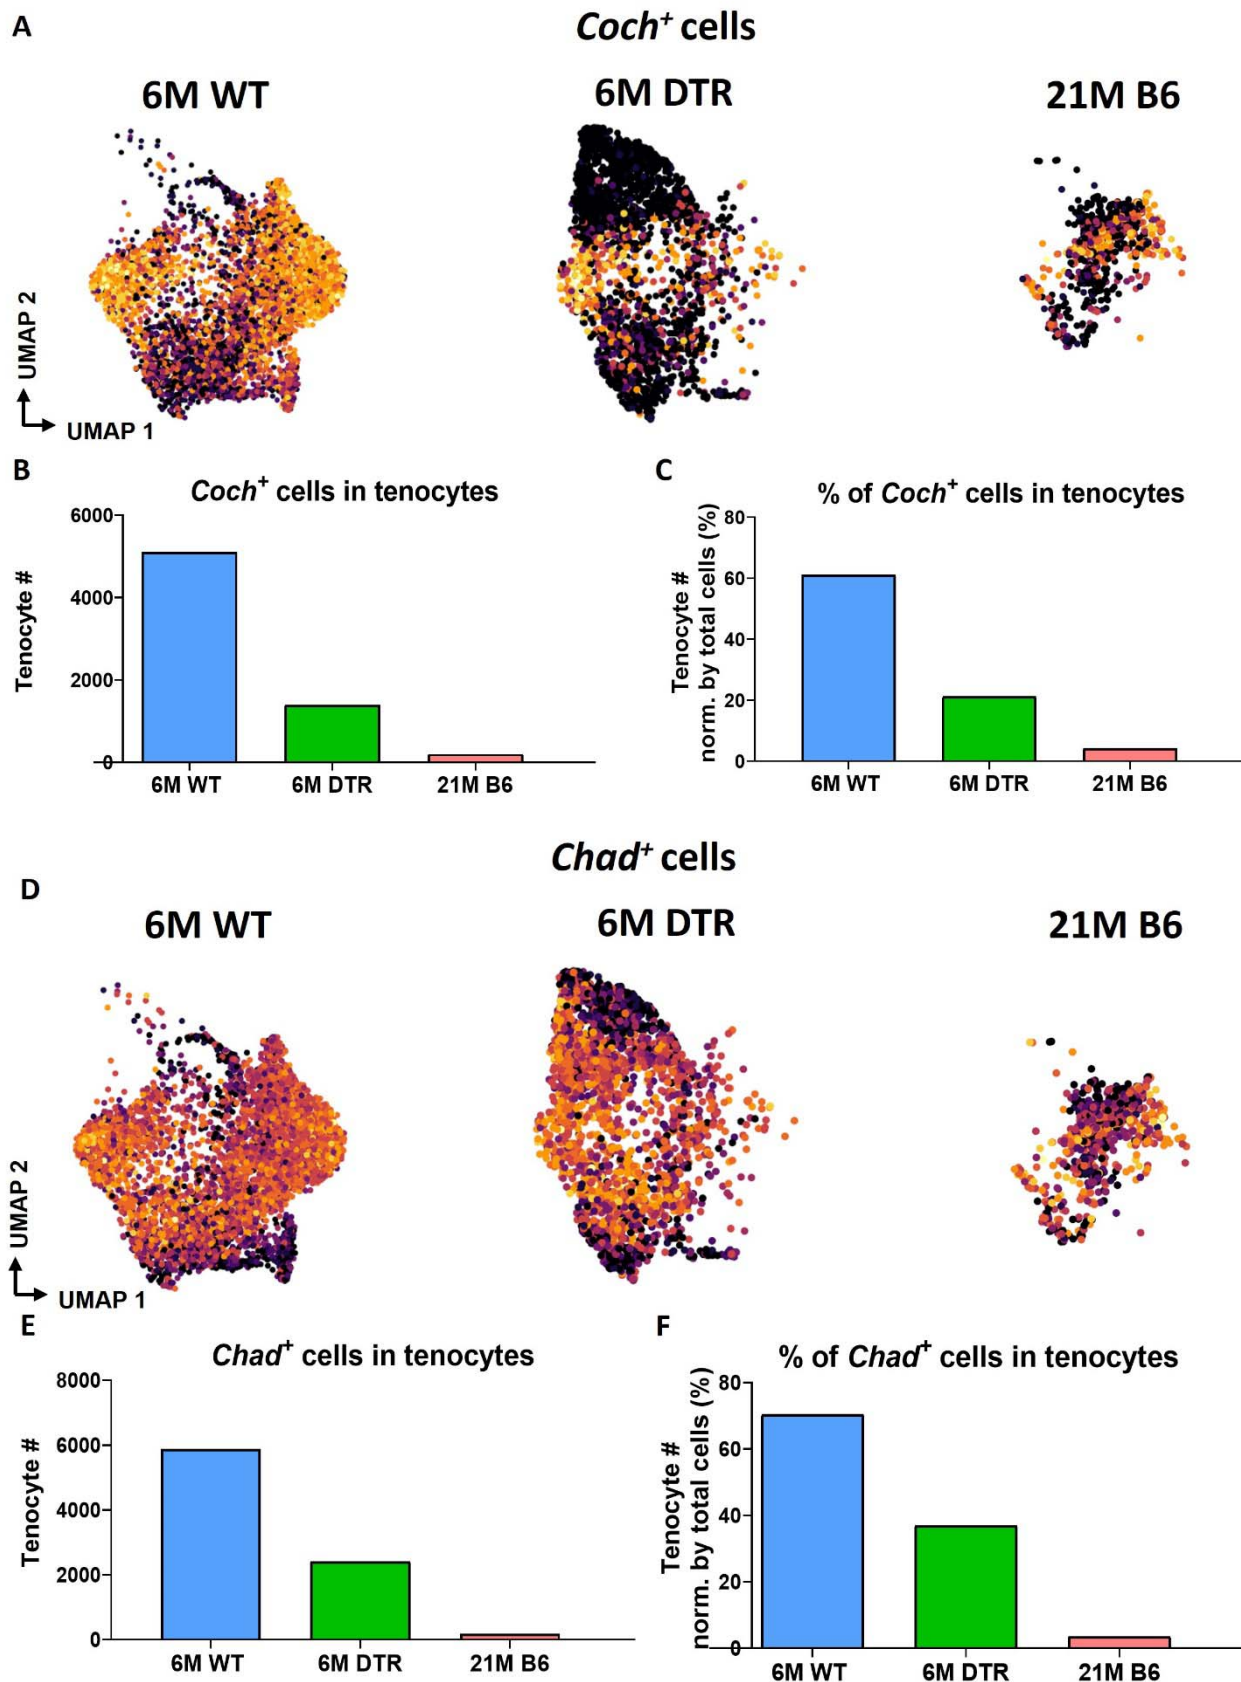 A
Coch⁺ cells
6M WT
6M DTR
21M B6
UMAP 2
UMAP 1
B
Coch⁺ cells in tenocytes
Tenocyte #
6000
4000
2000
0
6M WT
6M DTR
21M B6
C
% of Coch⁺ cells in tenocytes
Tenocyte #
norm. by total cells (%)
80
60
40
20
0
6M WT
6M DTR
21M B6
Chad⁺ cells
D
6M WT
6M DTR
21M B6
UMAP 2
UMAP 1
E
Chad⁺ cells in tenocytes
Tenocyte #
8000
6000
4000
2000
0
6M WT
6M DTR
21M B6
F
% of Chad⁺ cells in tenocytes
Tenocyte #
norm. by total cells (%)
80
60
40
20
0
6M WT
6M DTR
21M B6